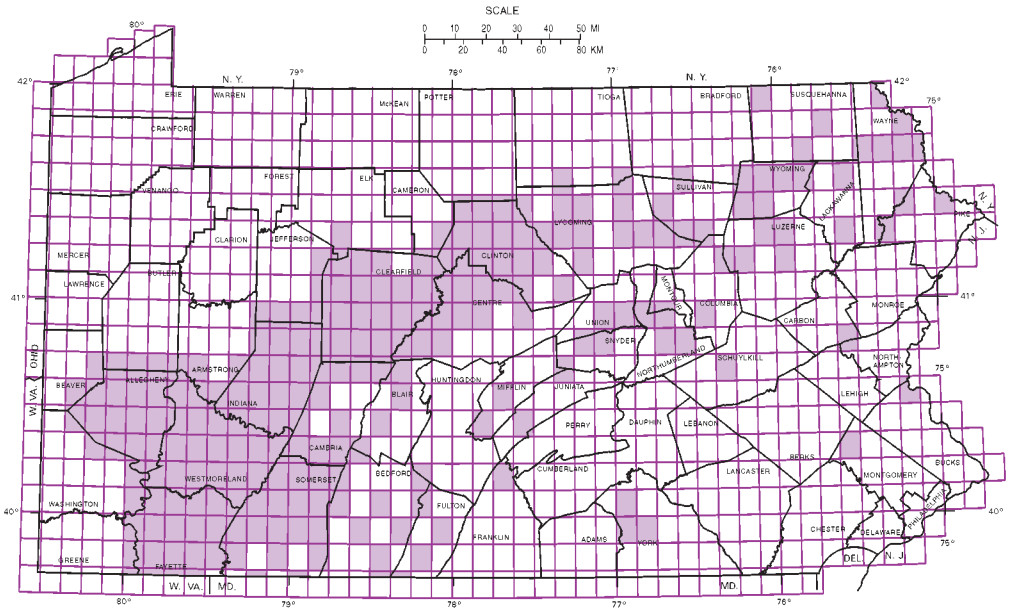 SCALE
0 10 20 30 40 50 MI
0 20 40 60 80 KM
80°
42° N. Y. 79° 78° 77° N. Y. 76° 42°
75°
ERIE WARREN McKEAN POTTER TIOGA BRADFORD SUSQUEHANNA
WAYNE
CRAWFORD
WYOMING
FOREST ELK
VENANGO CAMERON SULLIVAN LACKAWANNA
N. Y.
PIKE
LYCOMING LUZERNE
N. J.
CLARION JEFFERSON
MERCER CLINTON
BUTLER CLEARFIELD
LAWRENCE
MONTOUR
41° CENTRE COLUMBIA MONROE 41°
UNION CARBON
SNYDER
W. VA. OHIO
NORTHUMBERLAND SCHUYLKILL NORTH-
AMPTON
75°
ARMSTRONG
BEAVER ALLEGHENY HUNTINGDON MIFFLIN JUNIATA
BLAIR LEHIGH
INDIANA
PERRY DAUPHIN LEBANON
CAMBRIA BERKS
BUCKS
BEDFORD CUMBERLAND LANCASTER MONTGOMERY
WESTMORELAND SOMERSET
WASHINGTON FULTON PHILADELPHIA
40° 40°
CHESTER DELAWARE
FRANKLIN ADAMS YORK 75°
GREENE FAYETTE DEL. N. J.
W. VA. MD. MD.
80° 79° 78° 77° 76°